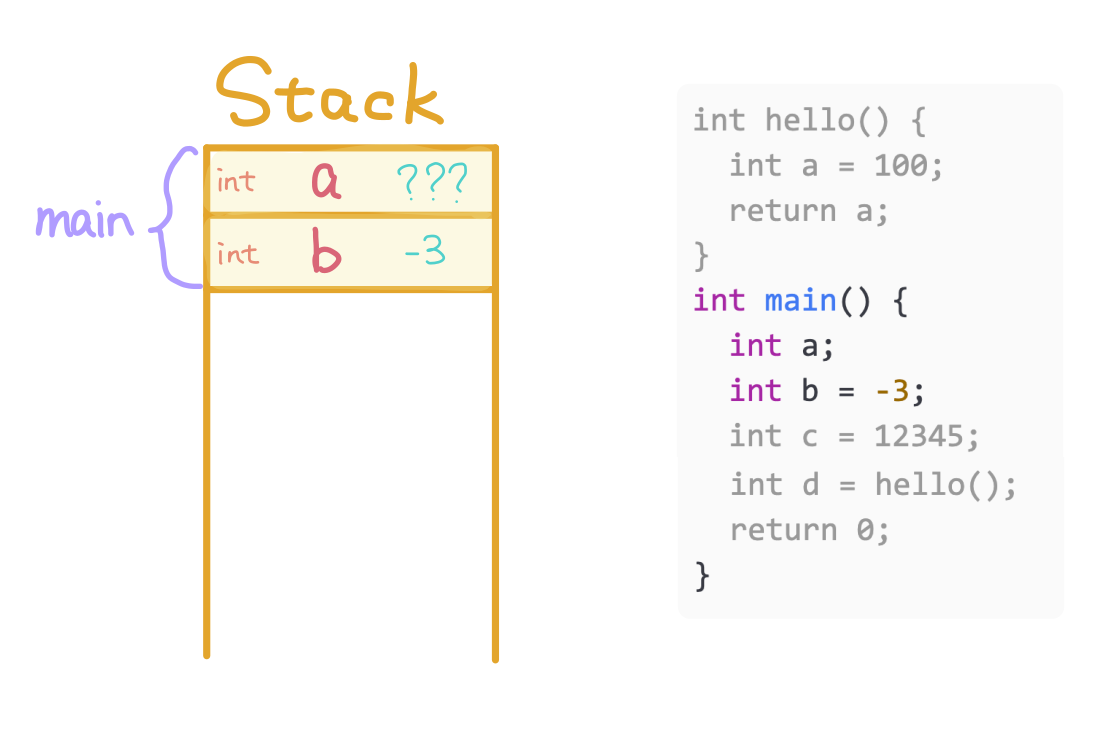 Stack
main
int a ???
int b -3
int hello() {
  int a = 100;
  return a;
}
int main() {
  int a;
  int b = -3;
  int c = 12345;
  int d = hello();
  return 0;
}